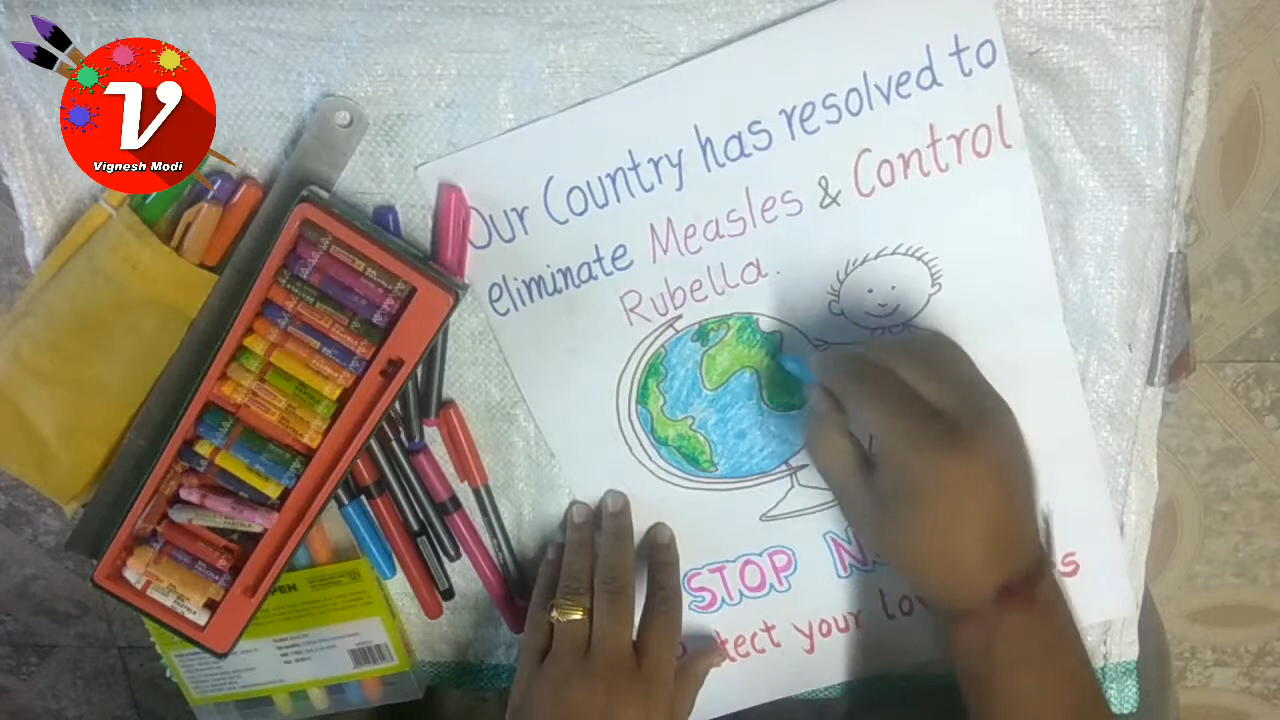 V
Vignesh Modi
Our Country has resolved to
eliminate Measles & Control
Rubella.
STOP
your